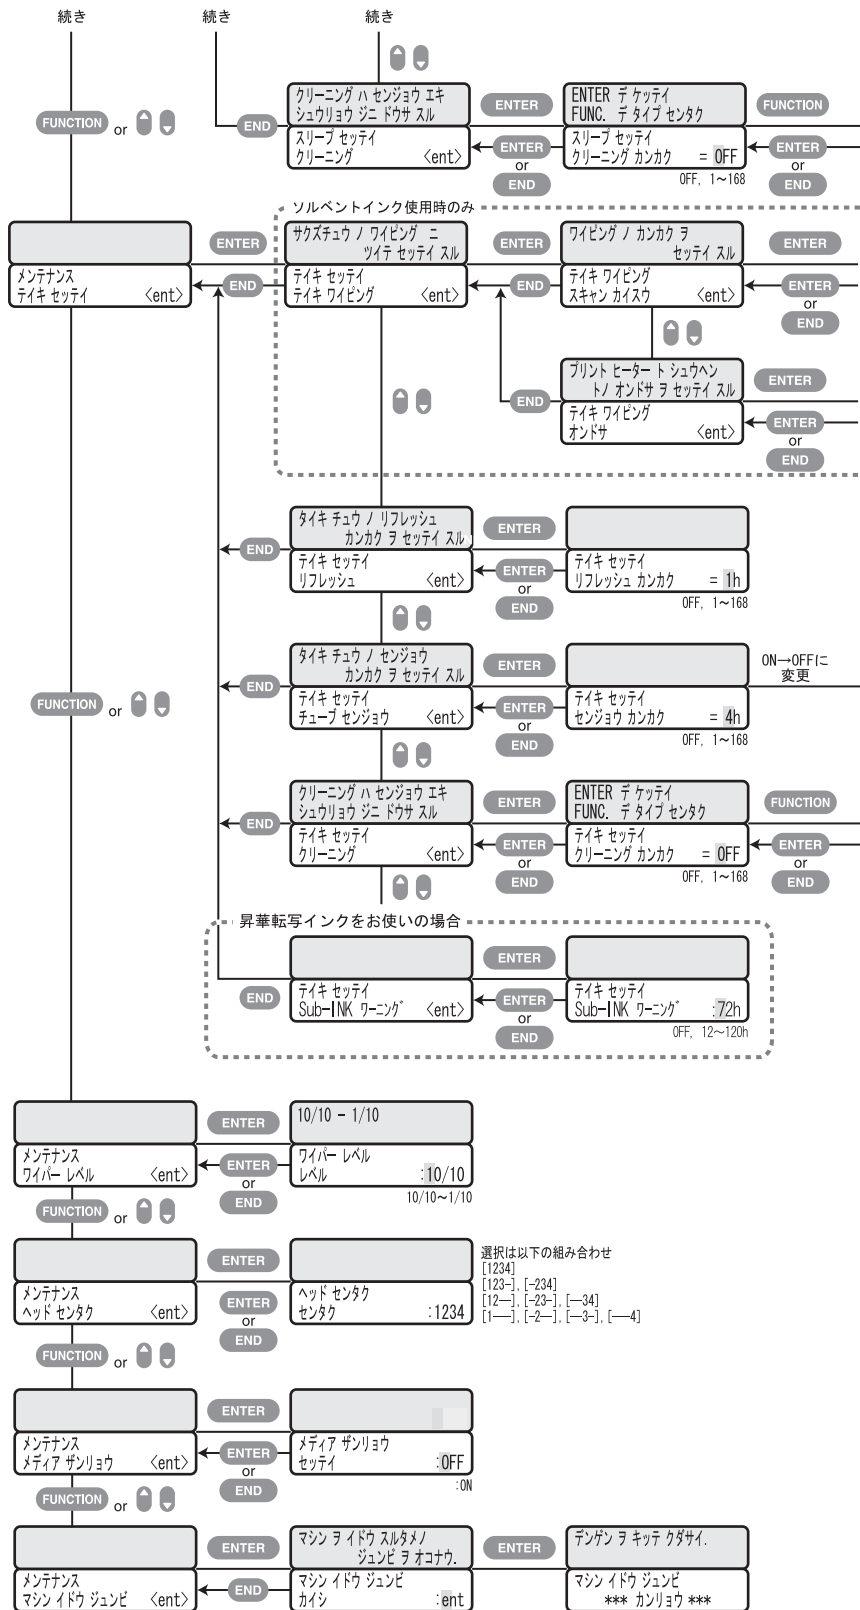 続き 続き 続き
FUNCTION or
クリーニング ハ センジョウ エキ
シュウリョウ ジニ ドウサ スル
END
スリープ セッテイ
クリーニング <ent>
ENTER
ENTER
or
END
ENTER デ ケッテイ
FUNC. デ タイプ センタク
スリープ セッテイ
クリーニング カンカク = OFF
OFF, 1~168
FUNCTION
ENTER
or
END
ソルベントインク使用時のみ
メンテナンス
テイキ セッテイ <ent>
ENTER
END
サクズチュウ ノ ワイピング ニ
ツイテ セッテイ スル
テイキ セッテイ
テイキ ワイピング <ent>
ENTER
END
ワイピング ノ カンカク ヲ
セッテイ スル
テイキ ワイピング
スキャン カイスウ <ent>
ENTER
ENTER
or
END
END
プリント ヒーター ト シュウヘン
トノ オンドサ ヲ セッテイ スル
テイキ ワイピング
オンドサ <ent>
ENTER
ENTER
or
END
END
タイキ チュウ ノ リフレッシュ
カンカク ヲ セッテイ スル
テイキ セッテイ
リフレッシュ <ent>
ENTER
ENTER
or
END
テイキ セッテイ
リフレッシュ カンカク = 1h
OFF, 1~168
FUNCTION or
END
タイキ チュウ ノ センジョウ
カンカク ヲ セッテイ スル
テイキ セッテイ
チューブ センジョウ <ent>
ENTER
ENTER
or
END
テイキ セッテイ
センジョウ カンカク = 4h
OFF, 1~168
ON→OFFに
変更
END
クリーニング ハ センジョウ エキ
シュウリョウ ジニ ドウサ スル
テイキ セッテイ
クリーニング <ent>
ENTER
ENTER
or
END
ENTER デ ケッテイ
FUNC. デ タイプ センタク
テイキ セッテイ
クリーニング カンカク = OFF
OFF, 1~168
FUNCTION
ENTER
or
END
昇華転写インクをお使いの場合
END
テイキ セッテイ
Sub-INK ワーニング <ent>
ENTER
ENTER
or
END
テイキ セッテイ
Sub-INK ワーニング :72h
OFF, 12~120h
メンテナンス
ワイパー レベル <ent>
ENTER
ENTER
or
END
10/10 - 1/10
ワイパー レベル
レベル :10/10
10/10~1/10
FUNCTION or
メンテナンス
ヘッド センタク <ent>
ENTER
ENTER
or
END
ヘッド センタク
センタク :1234
選択は以下の組み合わせ
[1234]
[123-], [-234]
[12—], [-23-], [—34]
[1——], [-2—], [—3-], [——4]
FUNCTION or
メンテナンス
メディア ザンリョウ <ent>
ENTER
ENTER
or
END
メディア ザンリョウ
セッテイ :OFF
:ON
FUNCTION or
メンテナンス
マシン イドウ ジュンビ <ent>
ENTER
END
マシン ヲ イドウ スルタメノ
ジュンビ ヲ オコナウ.
マシン イドウ ジュンビ
カイシ :ent
ENTER
デンゲン ヲ キッテ クダサイ.
マシン イドウ ジュンビ
*** カンリョウ ***